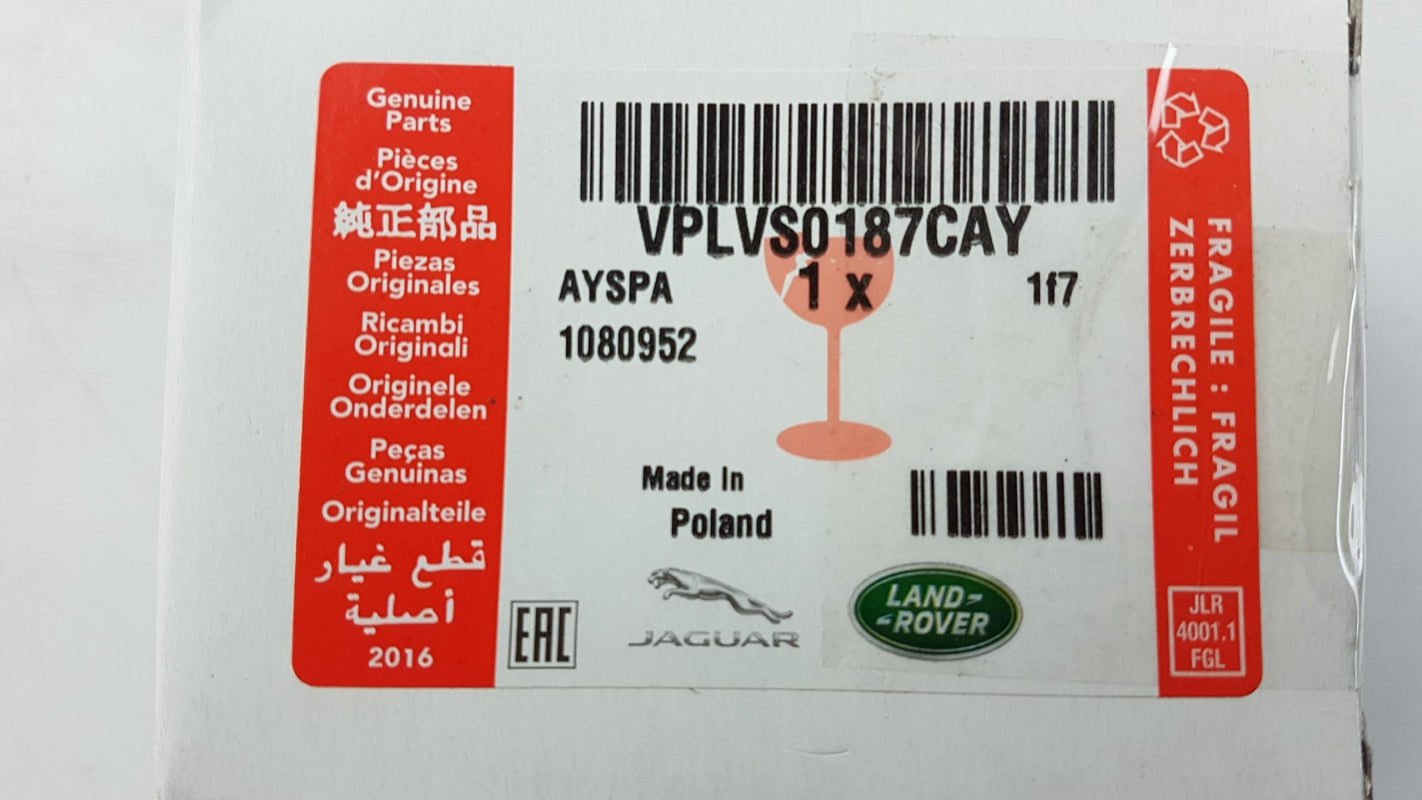 Genuine
Parts
Pièces
d'Origine
純正部品
Piezas
Originales
Ricambi
Originali
Originele
Onderdelen
Peças
Genuinas
Originalteile
قطع غيار
أصلية
2016
VPLVS0187CAY
AYSPA 1 x 1f7
1080952
Made In
Poland
EAC
JAGUAR
LAND-
-ROVER
FRAGILE : FRAGIL
ZERBRECHLICH
JLR
4001.1
FGL